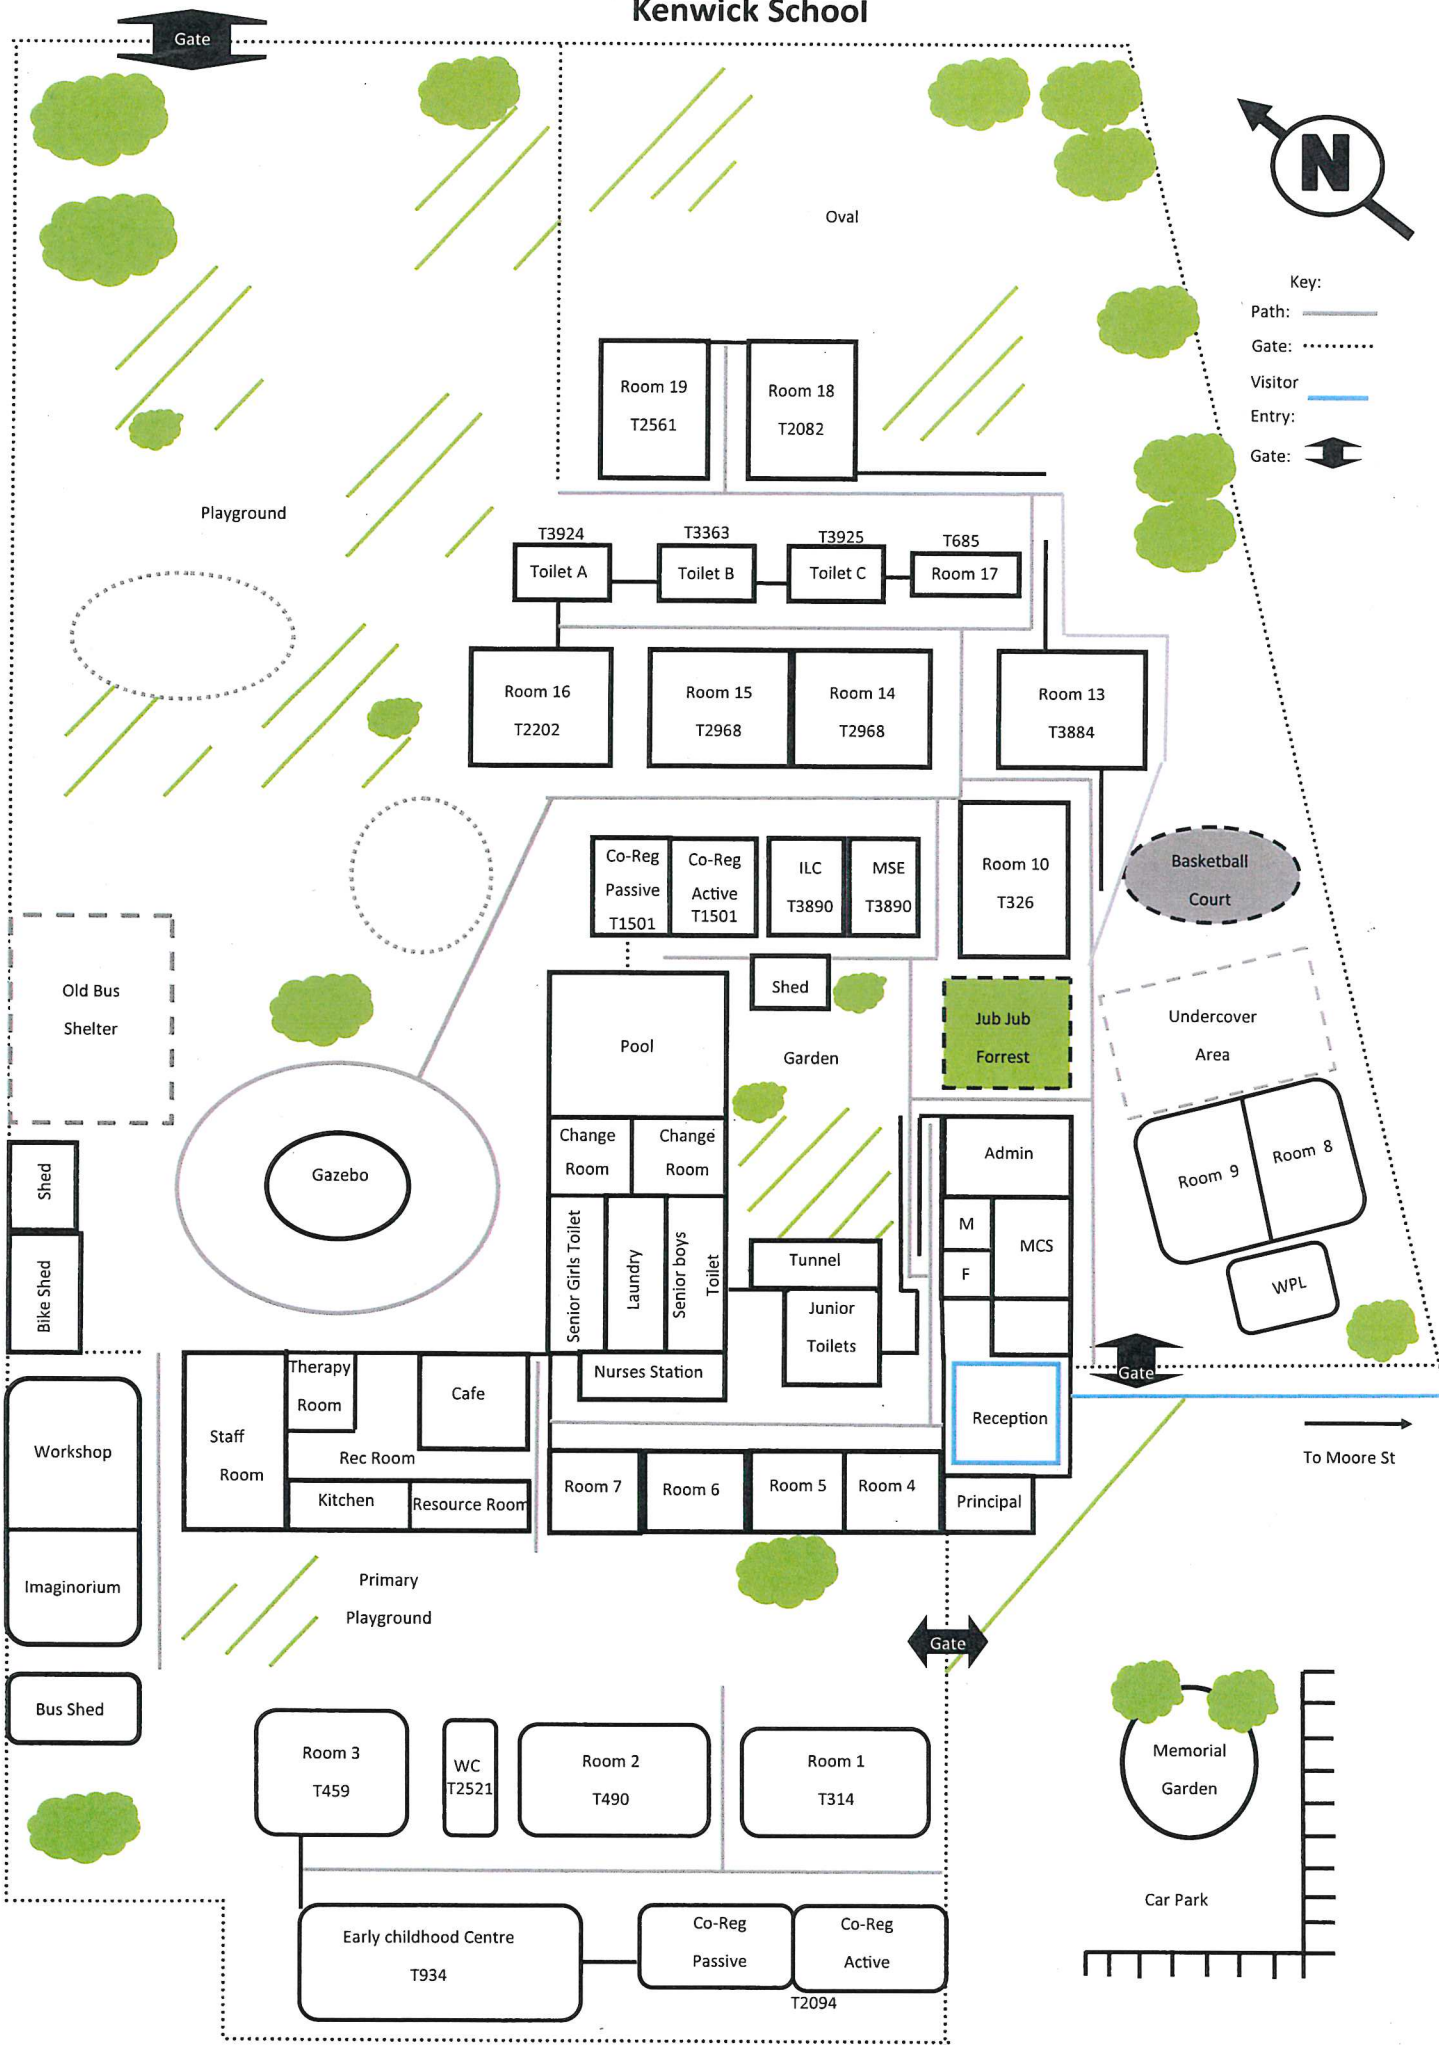 Kenwick School
Gate
N
Oval
Key:
Path:
Gate:
Visitor
Entry:
Gate:
Room 19
T2561
Room 18
T2082
Playground
T3924
Toilet A
T3363
Toilet B
T3925
Toilet C
T685
Room 17
Room 16
T2202
Room 15
T2968
Room 14
T2968
Room 13
T3884
Co-Reg
Passive
T1501
Co-Reg
Active
T1501
ILC
T3890
MSE
T3890
Room 10
T326
Basketball
Court
Old Bus
Shelter
Shed
Pool
Garden
Jub Jub
Forrest
Undercover
Area
Change
Room
Change
Room
Admin
Room 9
Room 8
Gazebo
Shed
Bike Shed
Senior Girls Toilet
Laundry
Senior boys
Toilet
Tunnel
Junior
Toilets
M
F
MCS
WPL
Gate
Nurses Station
Therapy
Room
Cafe
Staff
Room
Rec Room
Kitchen
Resource Room
Workshop
Imaginorium
Bus Shed
Reception
To Moore St
Room 7
Room 6
Room 5
Room 4
Principal
Primary
Playground
Gate
Room 3
T459
WC
T2521
Room 2
T490
Room 1
T314
Memorial
Garden
Car Park
Early childhood Centre
T934
Co-Reg
Passive
Co-Reg
Active
T2094